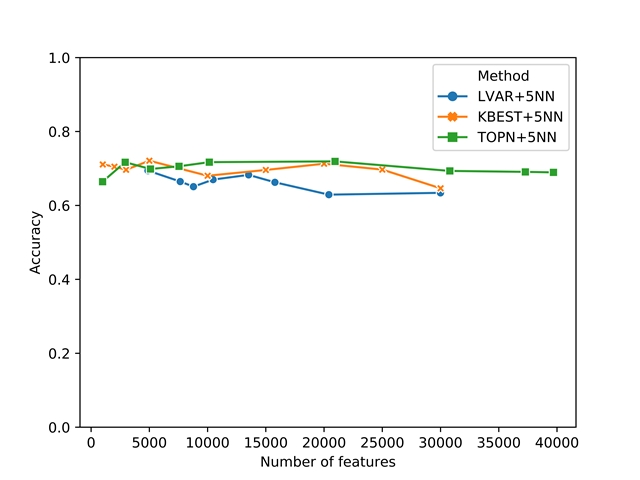 1.0
0.8
0.6
0.4
0.2
0.0
Accuracy
0 5000 10000 15000 20000 25000 30000 35000 40000
Number of features
Method
LVAR+5NN
KBEST+5NN
TOPN+5NN